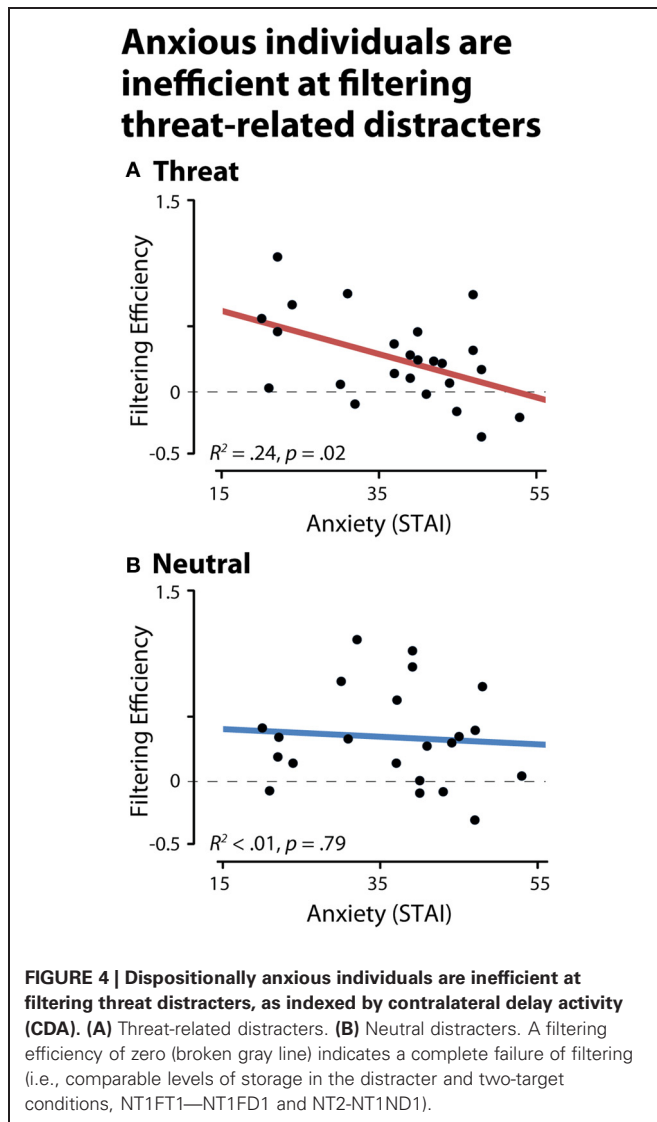 Anxious individuals are
inefficient at filtering
threat-related distracters
A Threat
1.5
Filtering Efficiency
0
-0.5
R² = .24, p = .02
15 35 55
Anxiety (STAI)
B Neutral
1.5
Filtering Efficiency
0
-0.5
R² < .01, p = .79
15 35 55
Anxiety (STAI)
FIGURE 4 | Dispositionally anxious individuals are inefficient at
filtering threat distracters, as indexed by contralateral delay activity
(CDA). (A) Threat-related distracters. (B) Neutral distracters. A filtering
efficiency of zero (broken gray line) indicates a complete failure of filtering
(i.e., comparable levels of storage in the distracter and two-target
conditions, NT1FT1—NT1FD1 and NT2-NT1ND1).